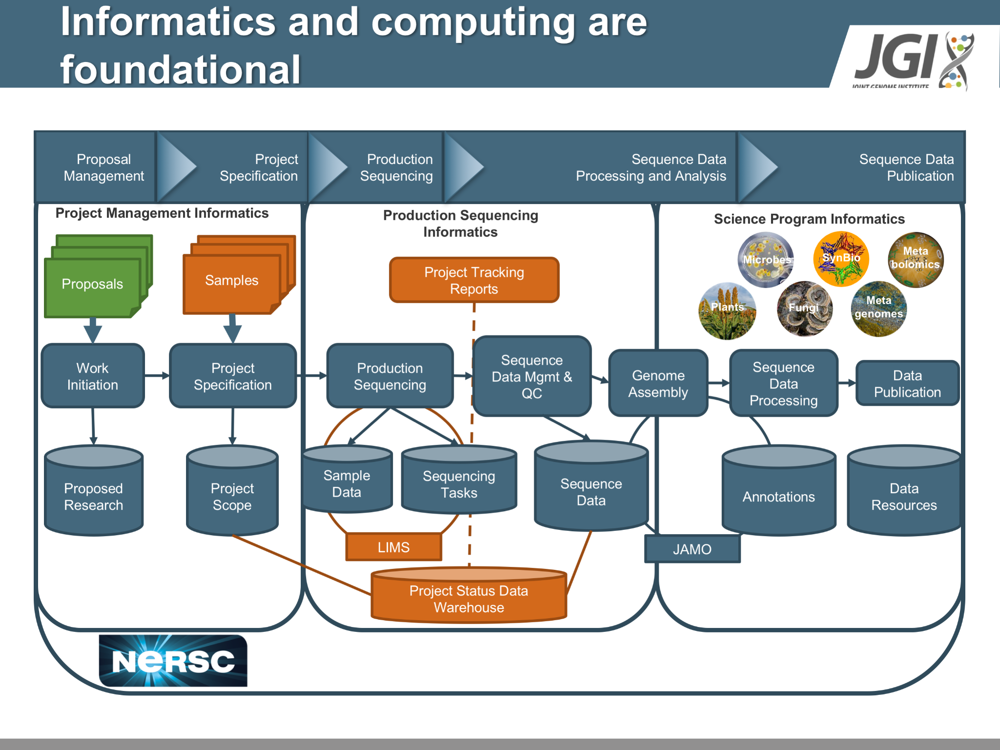 Informatics and computing are
foundational
JGI
JOINT GENOME INSTITUTE
Proposal
Management
Project
Specification
Production
Sequencing
Sequence Data
Processing and Analysis
Sequence Data
Publication
Project Management Informatics
Production Sequencing
Informatics
Science Program Informatics
Proposals
Samples
Project Tracking
Reports
Microbes
SynBio
Meta
bolomics
Plants
Fungi
Meta
genomes
Work
Initiation
Project
Specification
Production
Sequencing
Sequence
Data Mgmt &
QC
Genome
Assembly
Sequence
Data
Processing
Data
Publication
Proposed
Research
Project
Scope
Sample
Data
Sequencing
Tasks
Sequence
Data
Annotations
Data
Resources
LIMS
JAMO
Project Status Data
Warehouse
NeRSC